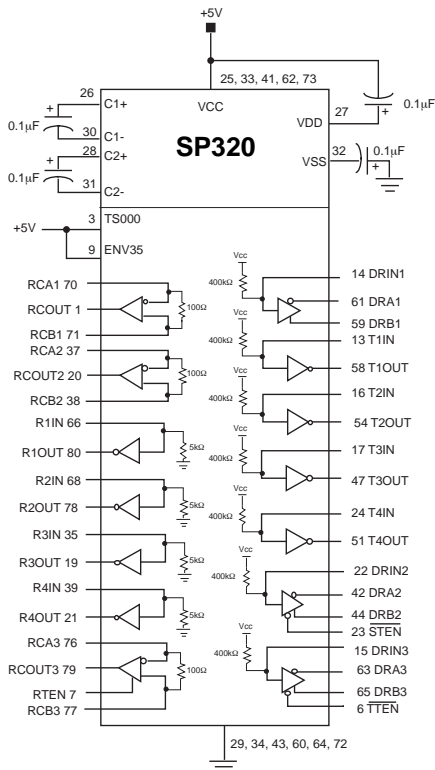 +5V
25, 33, 41, 62, 73
26
C1+
VCC
27
0.1µF
+
0.1µF
+
VDD
+
30
C1-
28
C2+
SP320
32
0.1µF
VSS
+
0.1µF
+
31
C2-
3
TS000
+5V
9
ENV35
RCA1 70
RCOUT 1
100Ω
RCB1 71
RCA2 37
RCOUT2 20
100Ω
RCB2 38
R1IN 66
5kΩ
R1OUT 80
R2IN 68
5kΩ
R2OUT 78
R3IN 35
5kΩ
R3OUT 19
R4IN 39
5kΩ
R4OUT 21
RCA3 76
RCOUT3 79
100Ω
RTEN 7
RCB3 77
Vcc
400kΩ
14 DRIN1
61 DRA1
59 DRB1
Vcc
400kΩ
13 T1IN
58 T1OUT
Vcc
400kΩ
16 T2IN
54 T2OUT
Vcc
400kΩ
17 T3IN
47 T3OUT
Vcc
400kΩ
24 T4IN
51 T4OUT
Vcc
400kΩ
22 DRIN2
42 DRA2
44 DRB2
23 STEN
Vcc
400kΩ
15 DRIN3
63 DRA3
65 DRB3
6 TTEN
29, 34, 43, 60, 64, 72